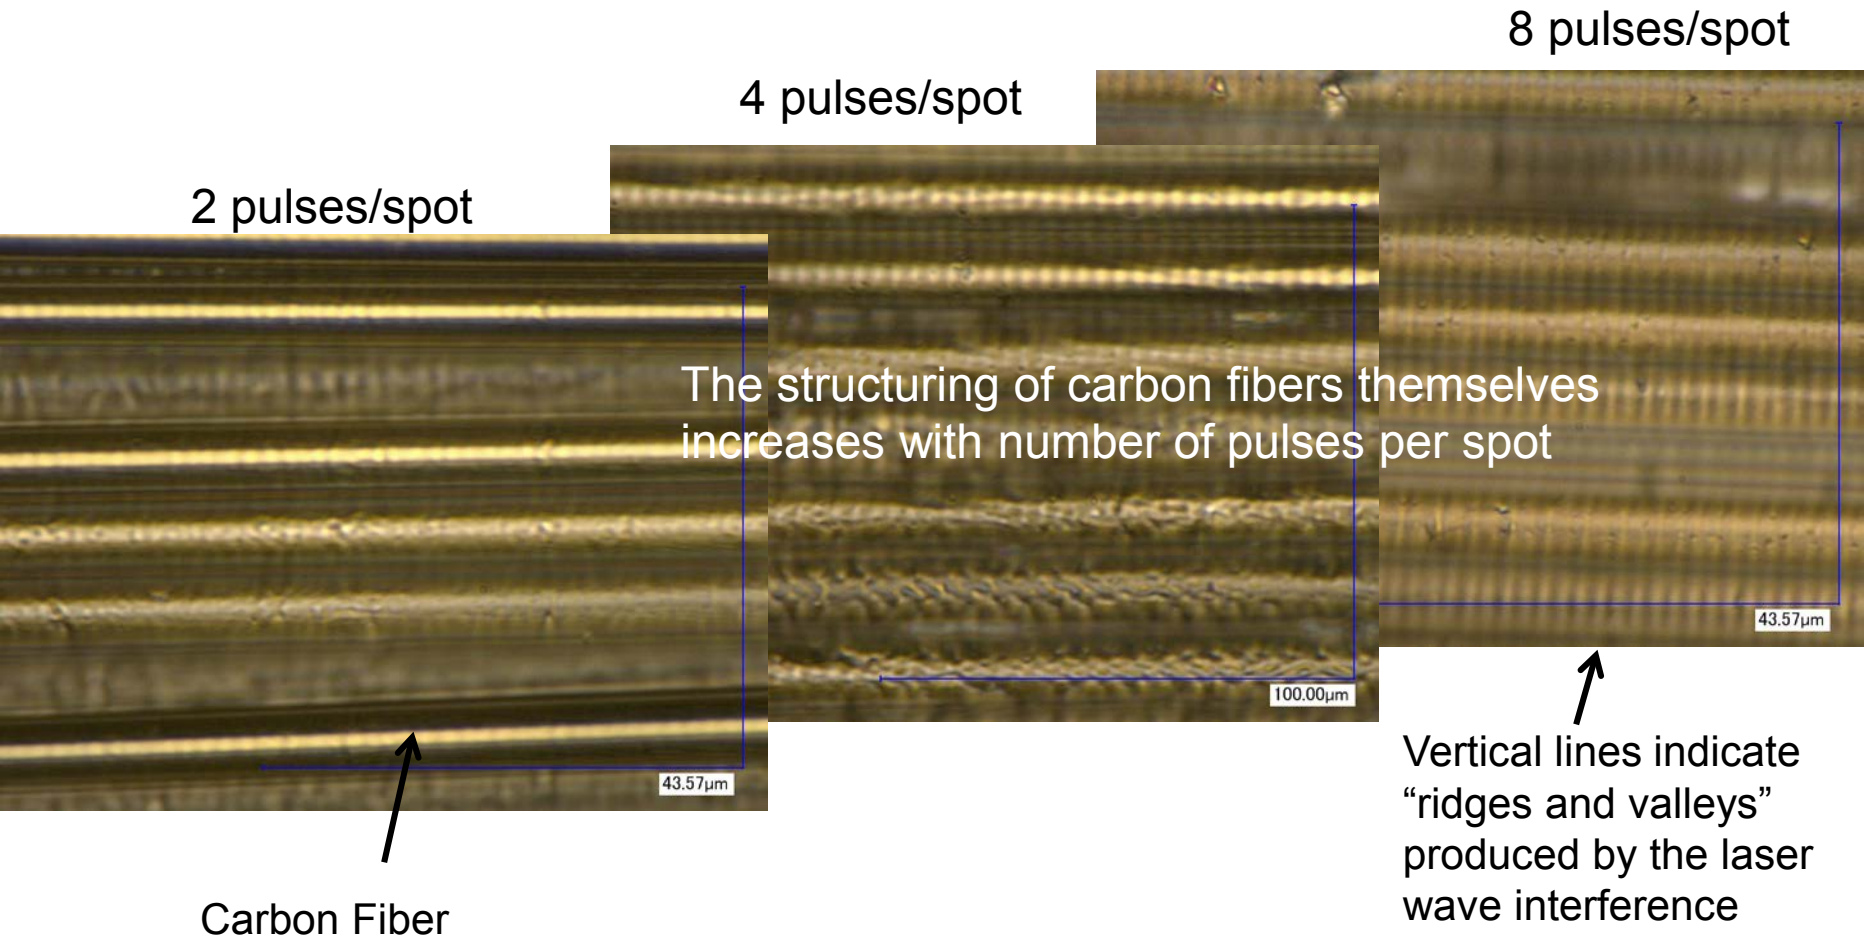 8 pulses/spot
4 pulses/spot
2 pulses/spot
The structuring of carbon fibers themselves
increases with number of pulses per spot
43.57µm
100.00µm
43.57µm
Vertical lines indicate
“ridges and valleys”
produced by the laser
wave interference
Carbon Fiber